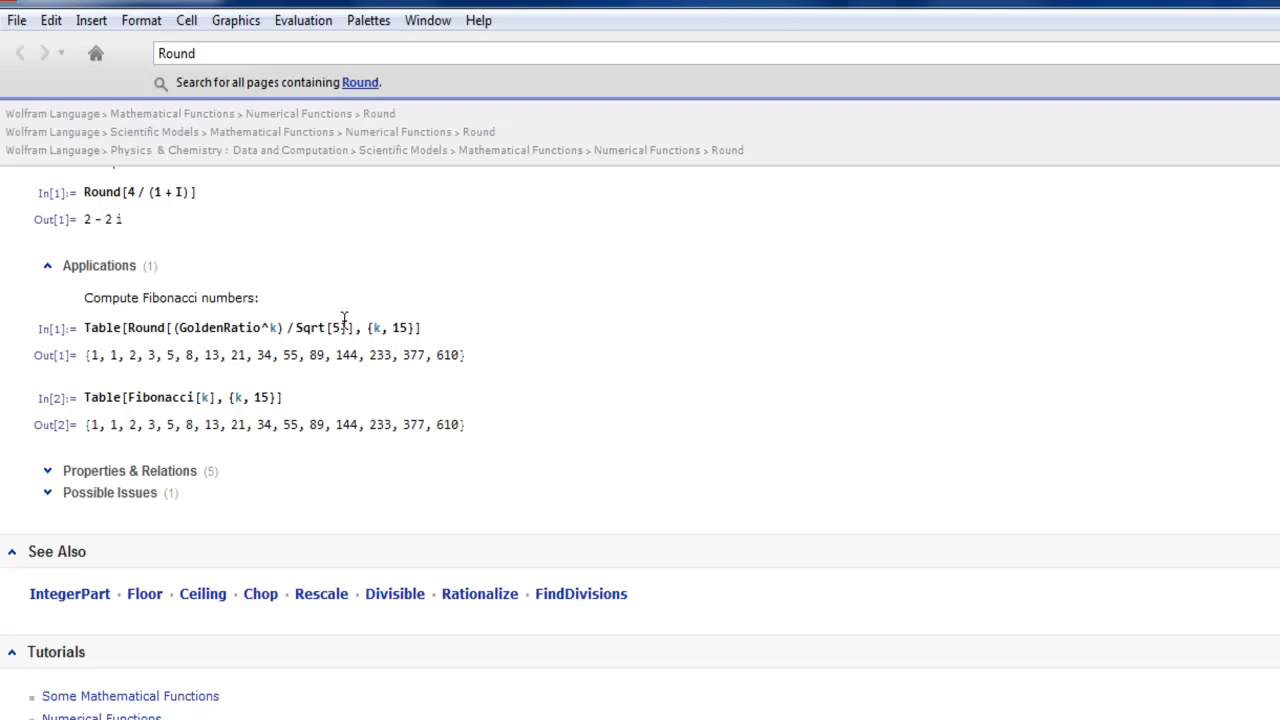 File Edit Insert Format Cell Graphics Evaluation Palettes Window Help
Round
Search for all pages containing Round.
Wolfram Language > Mathematical Functions > Numerical Functions > Round
Wolfram Language > Scientific Models > Mathematical Functions > Numerical Functions > Round
Wolfram Language > Physics & Chemistry: Data and Computation > Scientific Models > Mathematical Functions > Numerical Functions > Round
In[1]:= Round[4 / (1 + I)]
Out[1]= 2 - 2 i
Applications (1)
Compute Fibonacci numbers:
In[1]:= Table[Round[(GoldenRatio^k) / Sqrt[5]], {k, 15}]
Out[1]= {1, 1, 2, 3, 5, 8, 13, 21, 34, 55, 89, 144, 233, 377, 610}
In[2]:= Table[Fibonacci[k], {k, 15}]
Out[2]= {1, 1, 2, 3, 5, 8, 13, 21, 34, 55, 89, 144, 233, 377, 610}
Properties & Relations (5)
Possible Issues (1)
See Also
IntegerPart · Floor · Ceiling · Chop · Rescale · Divisible · Rationalize · FindDivisions
Tutorials
Some Mathematical Functions
Numerical Functions